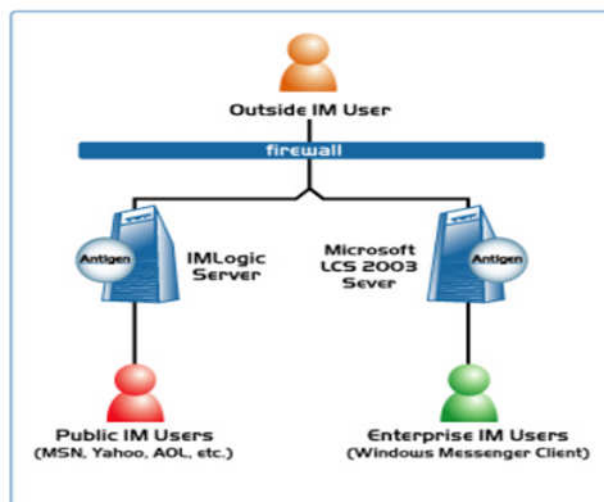 Outside IM User
firewall
Antigen
IMLogic
Server
Microsoft
LCS 2003
Sever
Antigen
Public IM Users
(MSN, Yahoo, AOL, etc.)
Enterprise IM Users
(Windows Messenger Client)